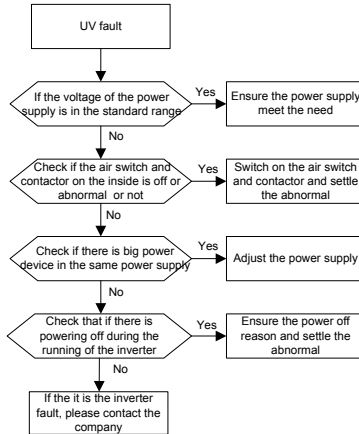 UV fault
If the voltage of the power
supply is in the standard range
Yes
Ensure the power supply
meet the need
No
Check if the air switch and
contactor on the inside is off or
abnormal or not
Yes
Switch on the air switch
and contactor and settle
the abnormal
No
Check if there is big power
device in the same power supply
Yes
Adjust the power supply
No
Check that if there is
powering off during the
running of the inverter
Yes
Ensure the power off
reason and settle the
abnormal
No
If the it is the inverter
fault, please contact the
company